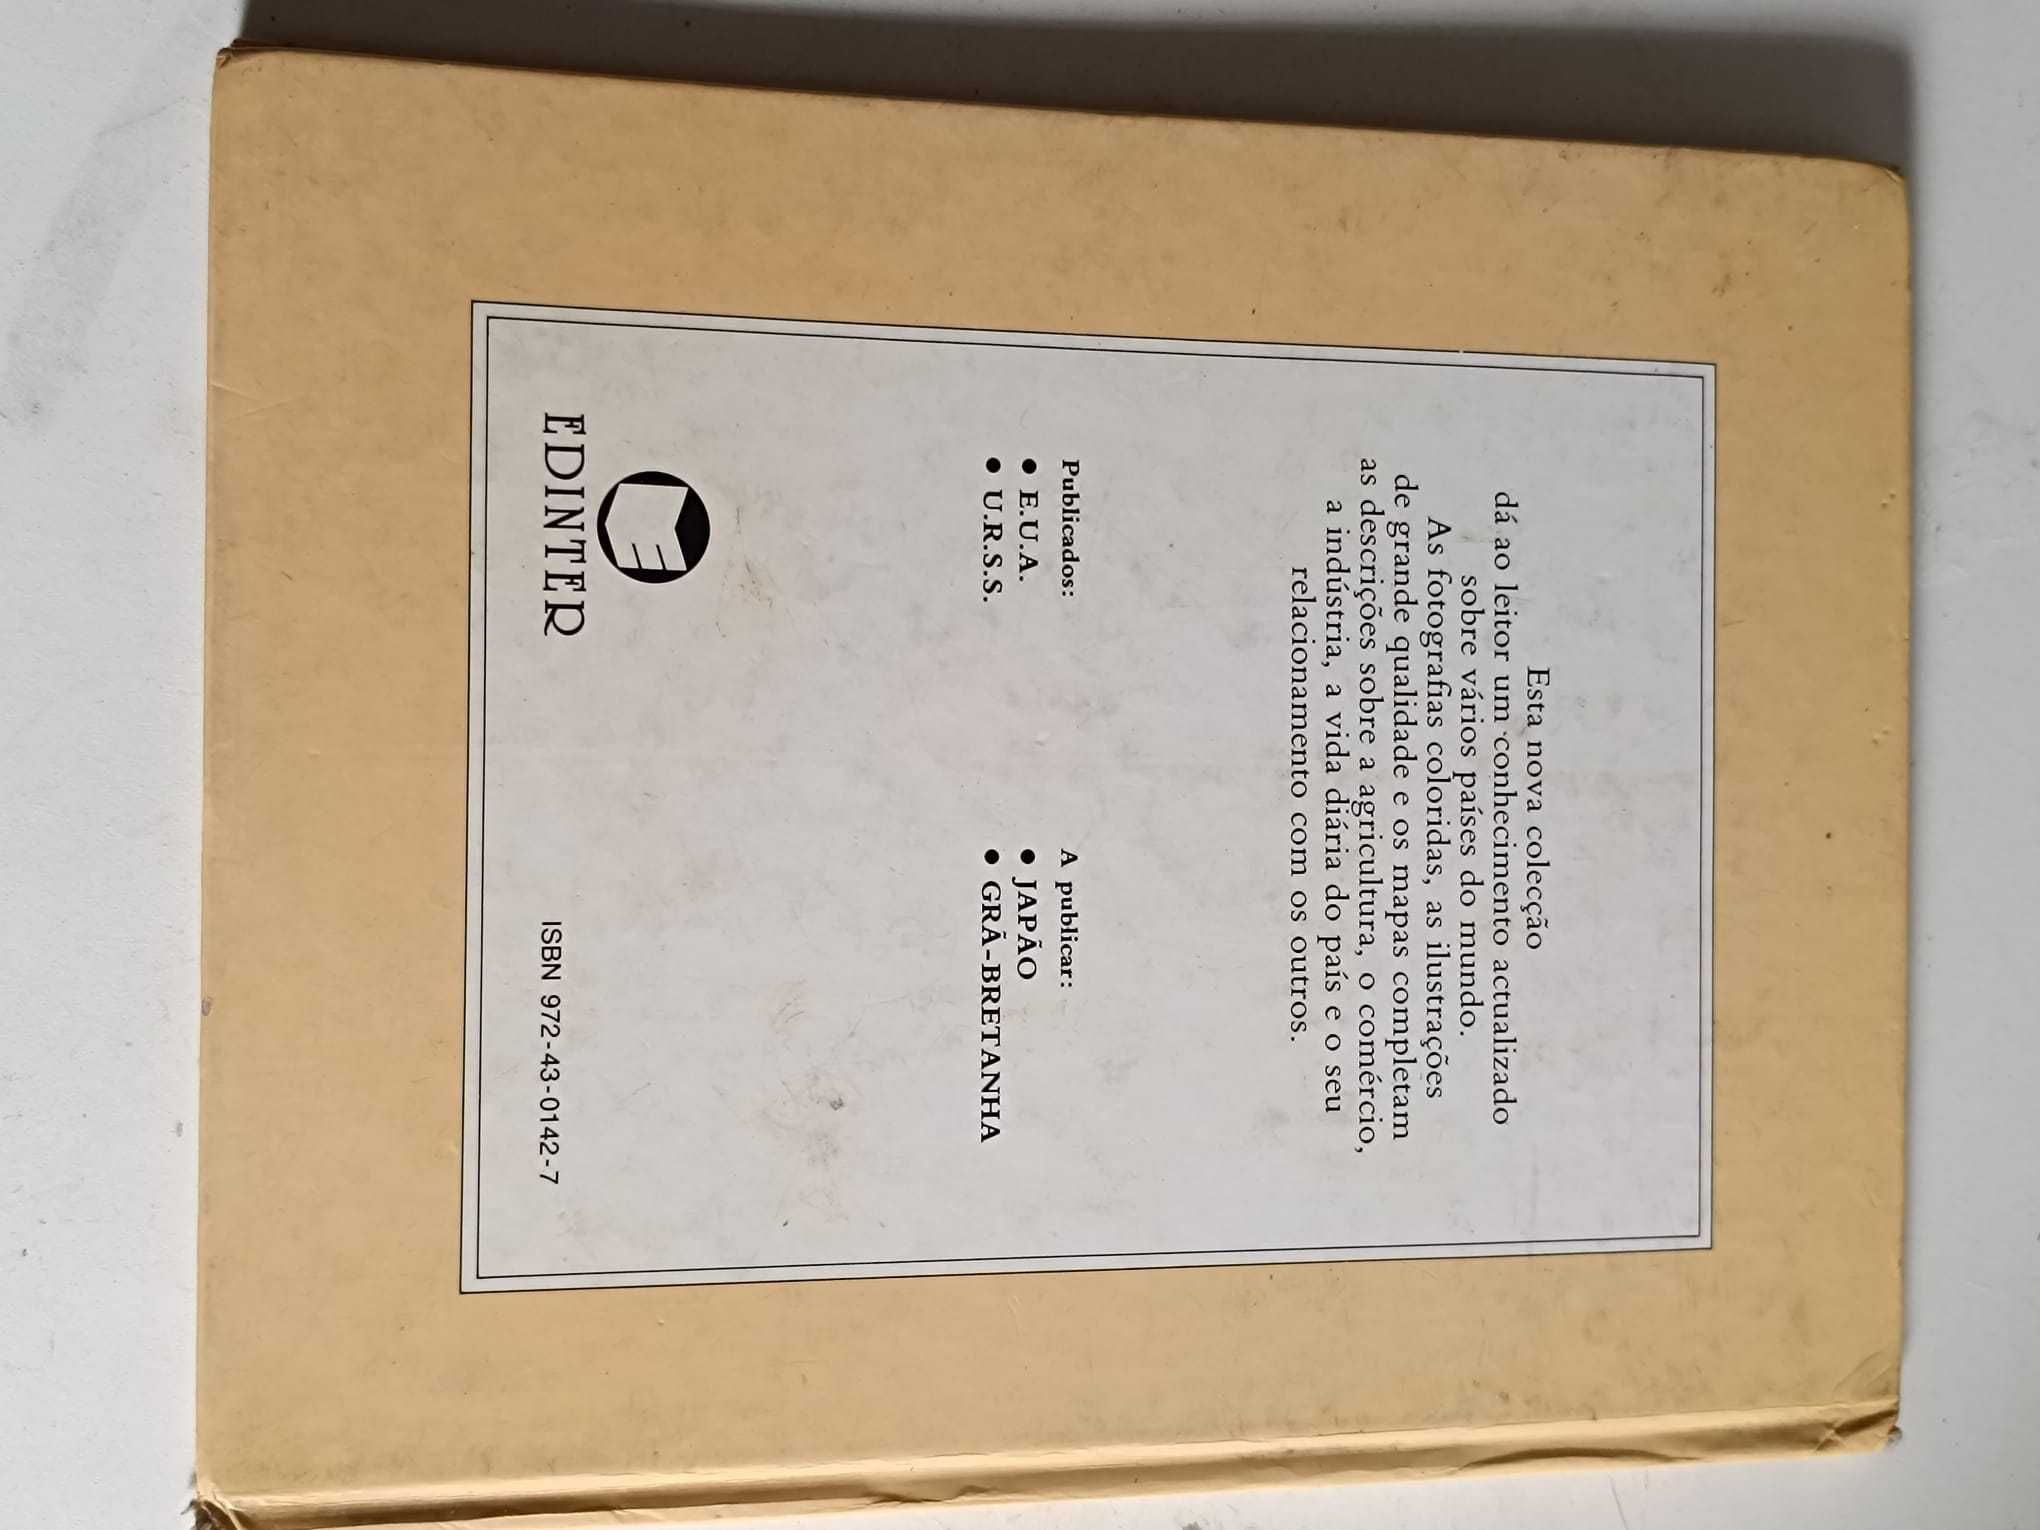 Esta nova colecção
dá ao leitor um conhecimento actualizado
sobre vários países do mundo.
As fotografias coloridas, as ilustrações
de grande qualidade e os mapas completam
as descrições sobre a agricultura, o comércio,
a indústria, a vida diária do país e o seu
relacionamento com os outros.
Publicados:
● E.U.A.
● U.R.S.S.
A publicar:
● JAPÃO
● GRÃ-BRETANHA
EDINTER
ISBN 972-43-0142-7